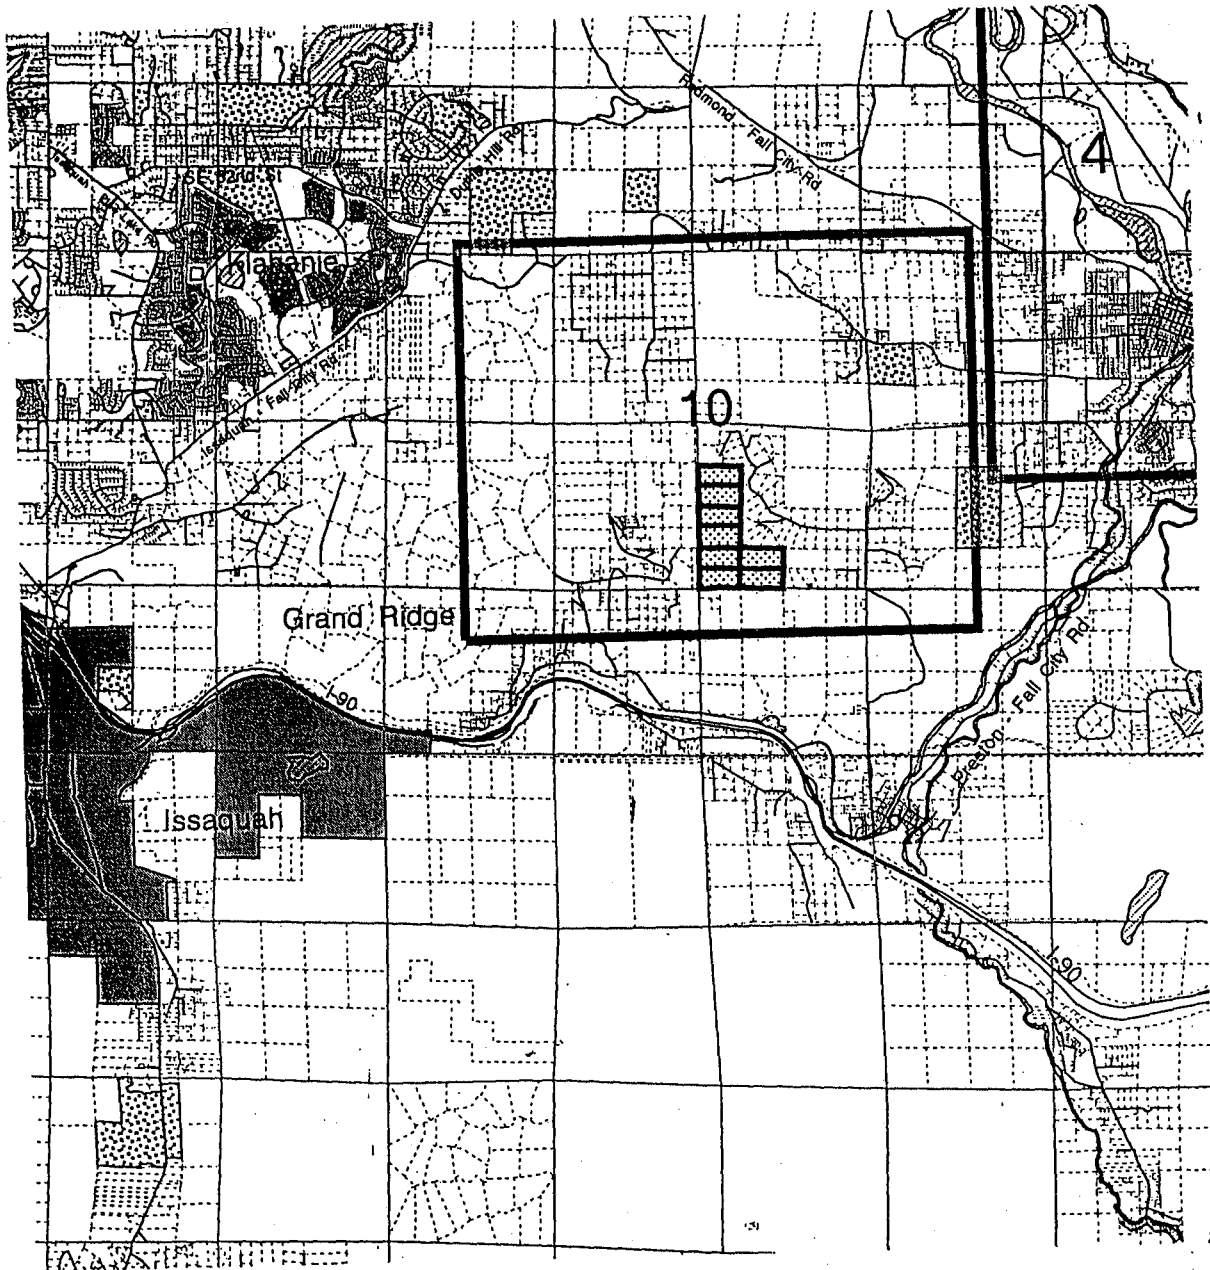 Redmond Fall City Rd
Duthie Hill Rd
4
SE 32nd St
Issaquah
Klahanie
Issaquah Fall City Rd
10
Grand Ridge
I-90
Preston Fall City Rd
Issaquah
I-90